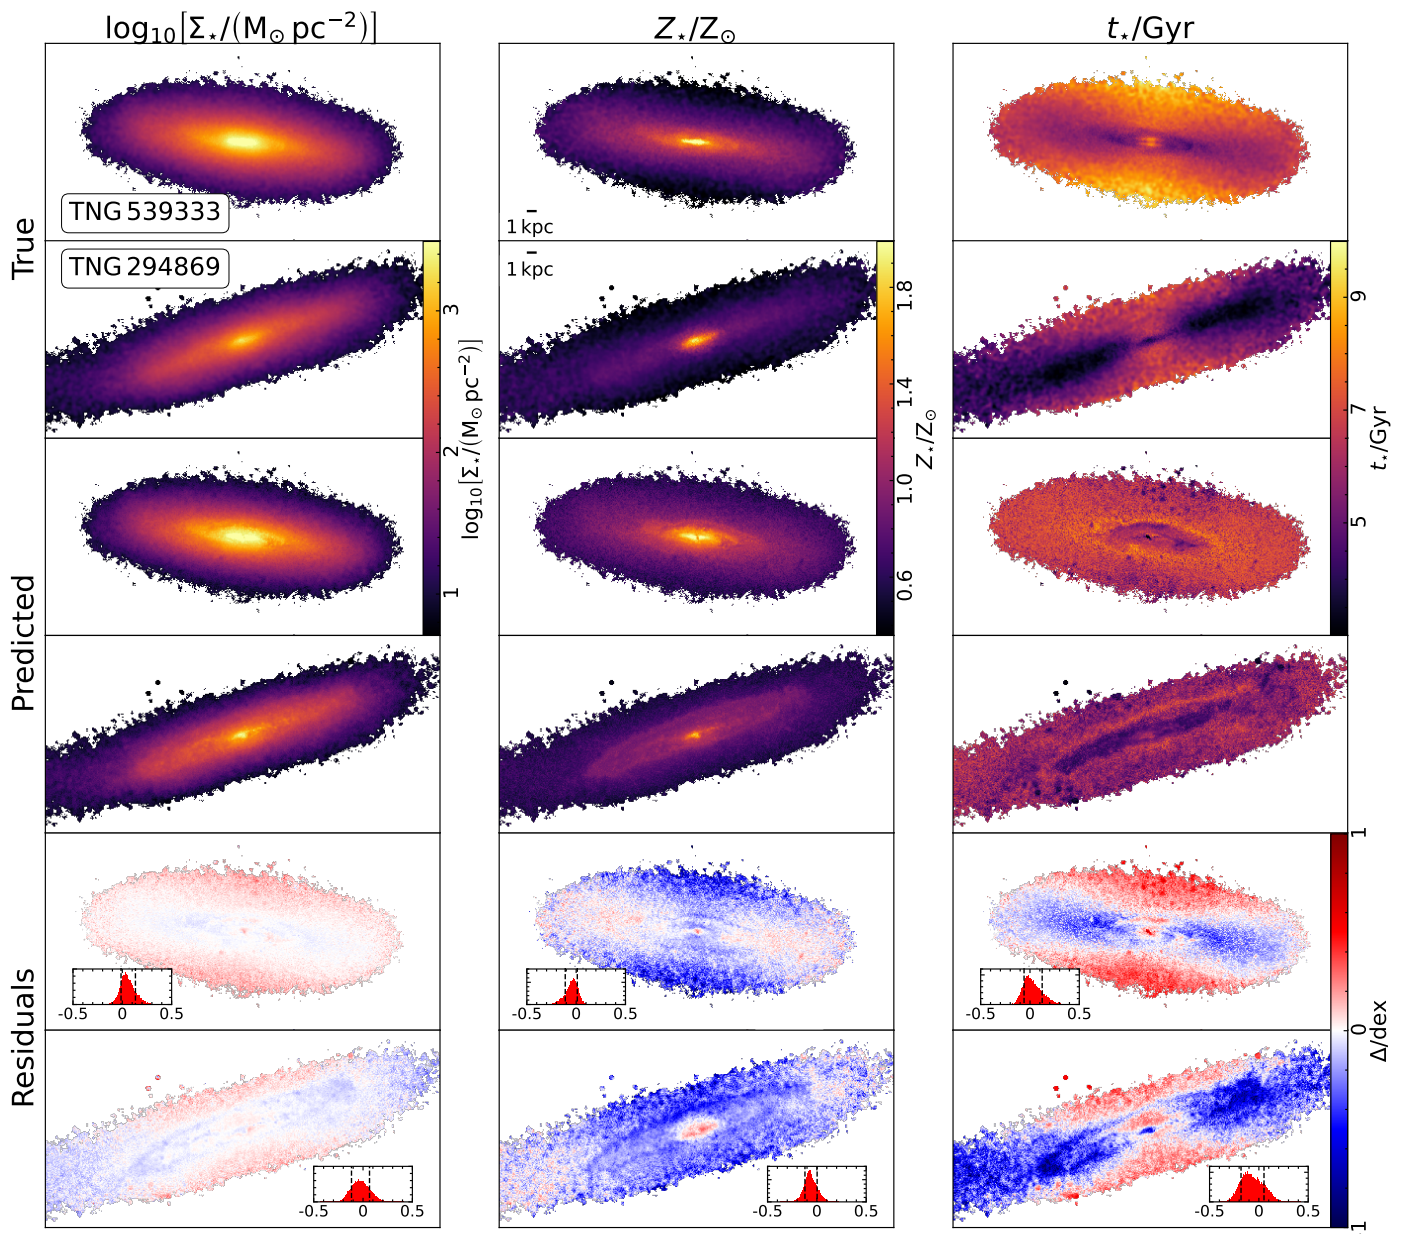 log₁₀[Σ⋆/(M⊙ pc⁻²)]
Z⋆/Z⊙
t⋆/Gyr
True
TNG 539333
1 kpc
TNG 294869
1 kpc
3
2
1
log₁₀[Σ⋆/(M⊙ pc⁻²)]
1.8
1.4
1.0
0.6
Z⋆/Z⊙
9
7
5
t⋆/Gyr
Predicted
Residuals
-0.5 0 0.5
-0.5 0 0.5
-0.5 0 0.5
-0.5 0 0.5
-0.5 0 0.5
-0.5 0 0.5
1
0
1
Δ/dex